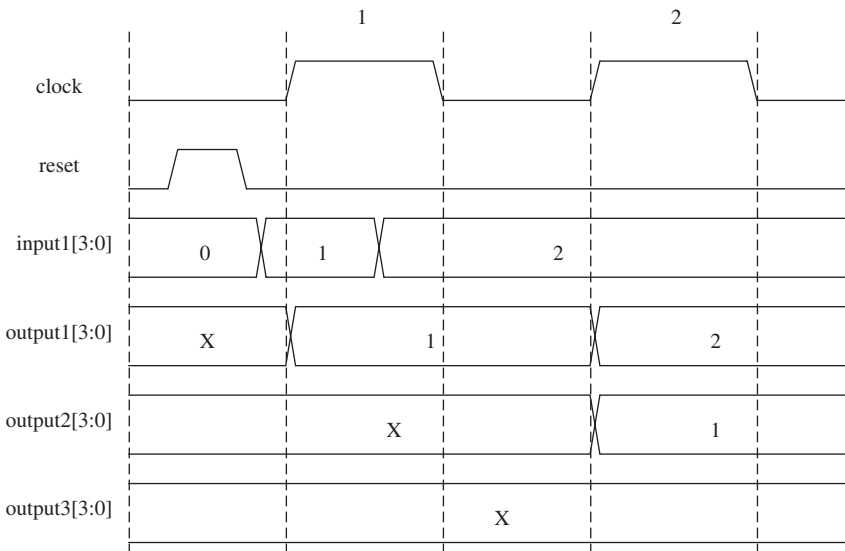 1 2
clock
reset
input1[3:0] 0 1 2
output1[3:0] X 1 2
output2[3:0] X 1
output3[3:0] X